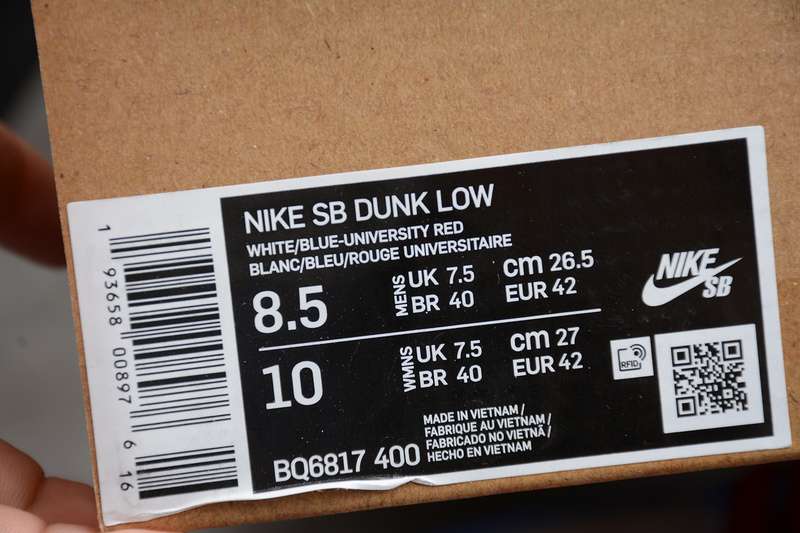 NIKE SB DUNK LOW
WHITE/BLUE-UNIVERSITY RED
BLANC/BLEU/ROUGE UNIVERSITAIRE
8.5 MENS UK 7.5 cm 26.5
BR 40 EUR 42
10 WMNS UK 7.5 cm 27
BR 40 EUR 42
BQ6817 400
MADE IN VIETNAM /
FABRIQUE AU VIETNAM /
FABRICADO NO VIETNÃ /
HECHO EN VIETNAM
NIKE
SB
RFID
1 93658 00897 6 16